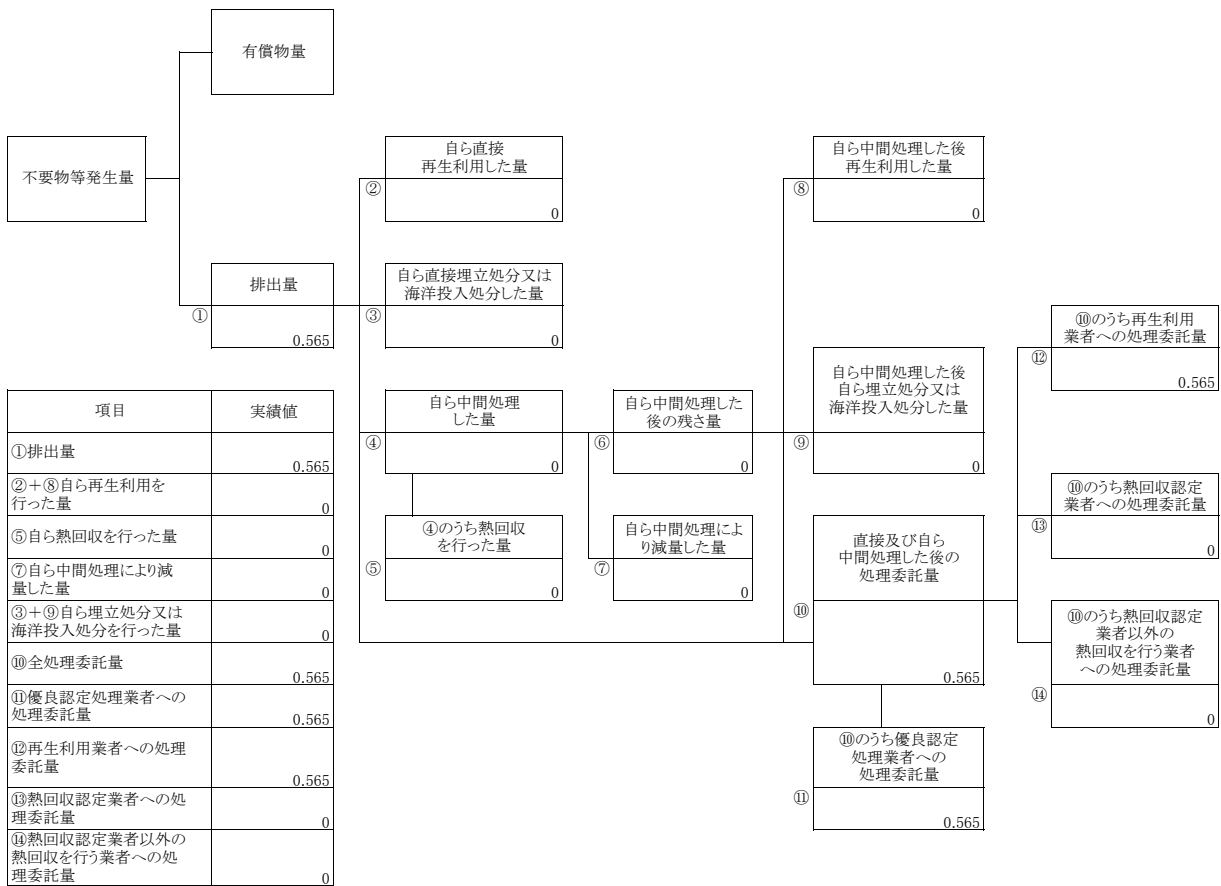 有償物量
不要物等発生量
排出量
①
0.565
自ら直接
再生利用した量
②
0
自ら直接埋立処分又は
海洋投入処分した量
③
0
自ら中間処理
した量
④
0
④のうち熱回収
を行った量
⑤
0
自ら中間処理した
後の残さ量
⑥
0
自ら中間処理によ
り減量した量
⑦
0
自ら中間処理した後
再生利用した量
⑧
0
自ら中間処理した後
自ら埋立処分又は
海洋投入処分した量
⑨
0
直接及び自ら
中間処理した後の
処理委託量
⑩
0.565
⑩のうち優良認定
処理業者への
処理委託量
⑪
0.565
⑩のうち再生利用
業者への処理委託量
⑫
0.565
⑩のうち熱回収認定
業者への処理委託量
⑬
0
⑩のうち熱回収認定
業者以外の
熱回収を行う業者
への処理委託量
⑭
0
項目 実績値
①排出量
0.565
②+⑧自ら再生利用を
行った量
0
⑤自ら熱回収を行った量
0
⑦自ら中間処理により減
量した量
0
③+⑨自ら埋立処分又は
海洋投入処分を行った量
0
⑩全処理委託量
0.565
⑪優良認定処理業者への
処理委託量
0.565
⑫再生利用業者への処理
委託量
0.565
⑬熱回収認定業者への処
理委託量
0
⑭熱回収認定業者以外の
熱回収を行う業者への処
理委託量
0